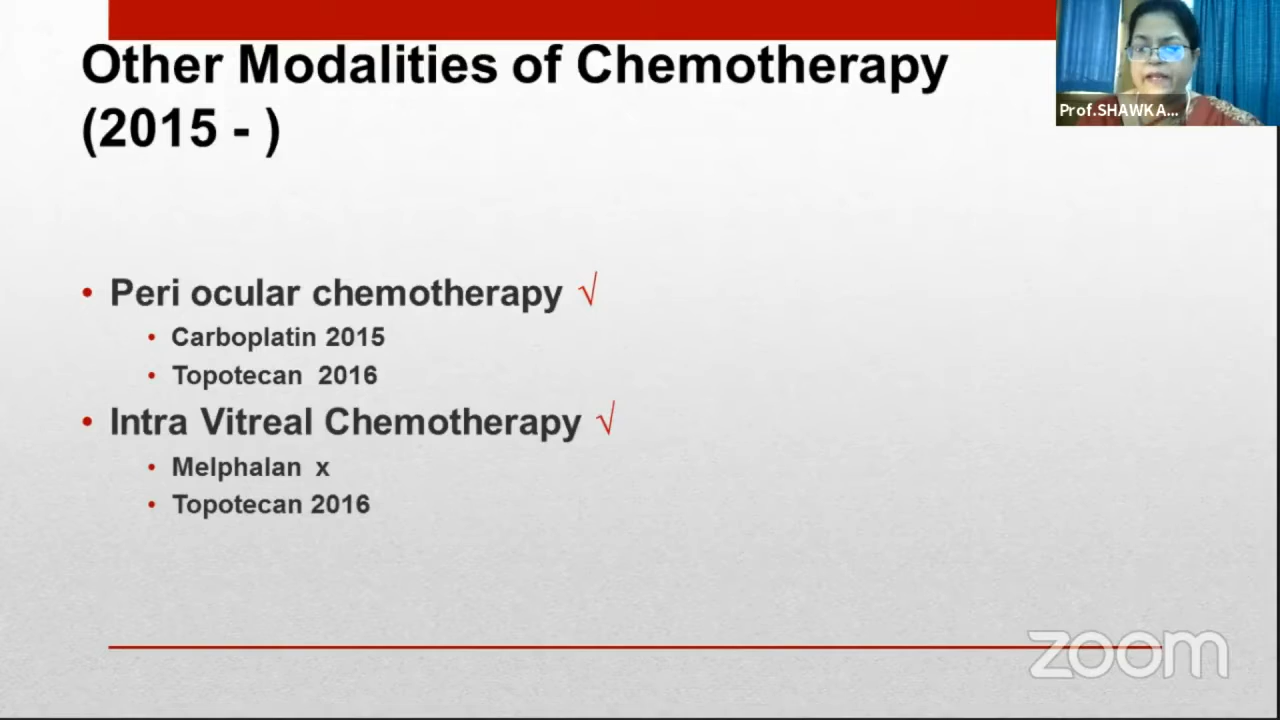 Other Modalities of Chemotherapy
(2015 - )
Prof.SHAWKA...
• Peri ocular chemotherapy √
• Carboplatin 2015
• Topotecan 2016
• Intra Vitreal Chemotherapy √
• Melphalan x
• Topotecan 2016
zoom